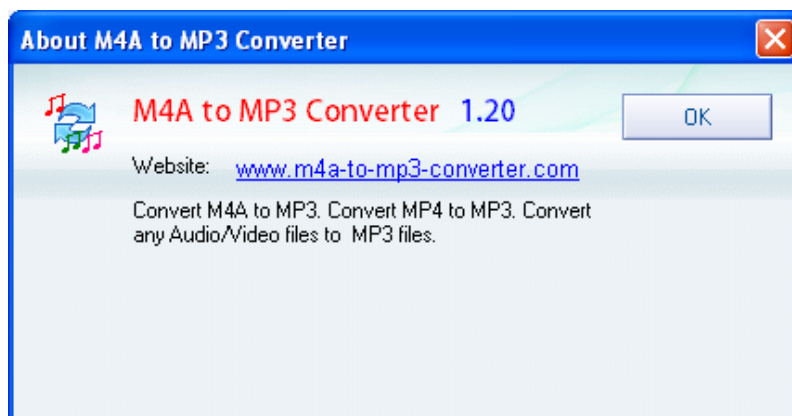 About M4A to MP3 Converter
M4A to MP3 Converter 1.20
OK
Website: www.m4a-to-mp3-converter.com
Convert M4A to MP3. Convert MP4 to MP3. Convert
any Audio/Video files to MP3 files.